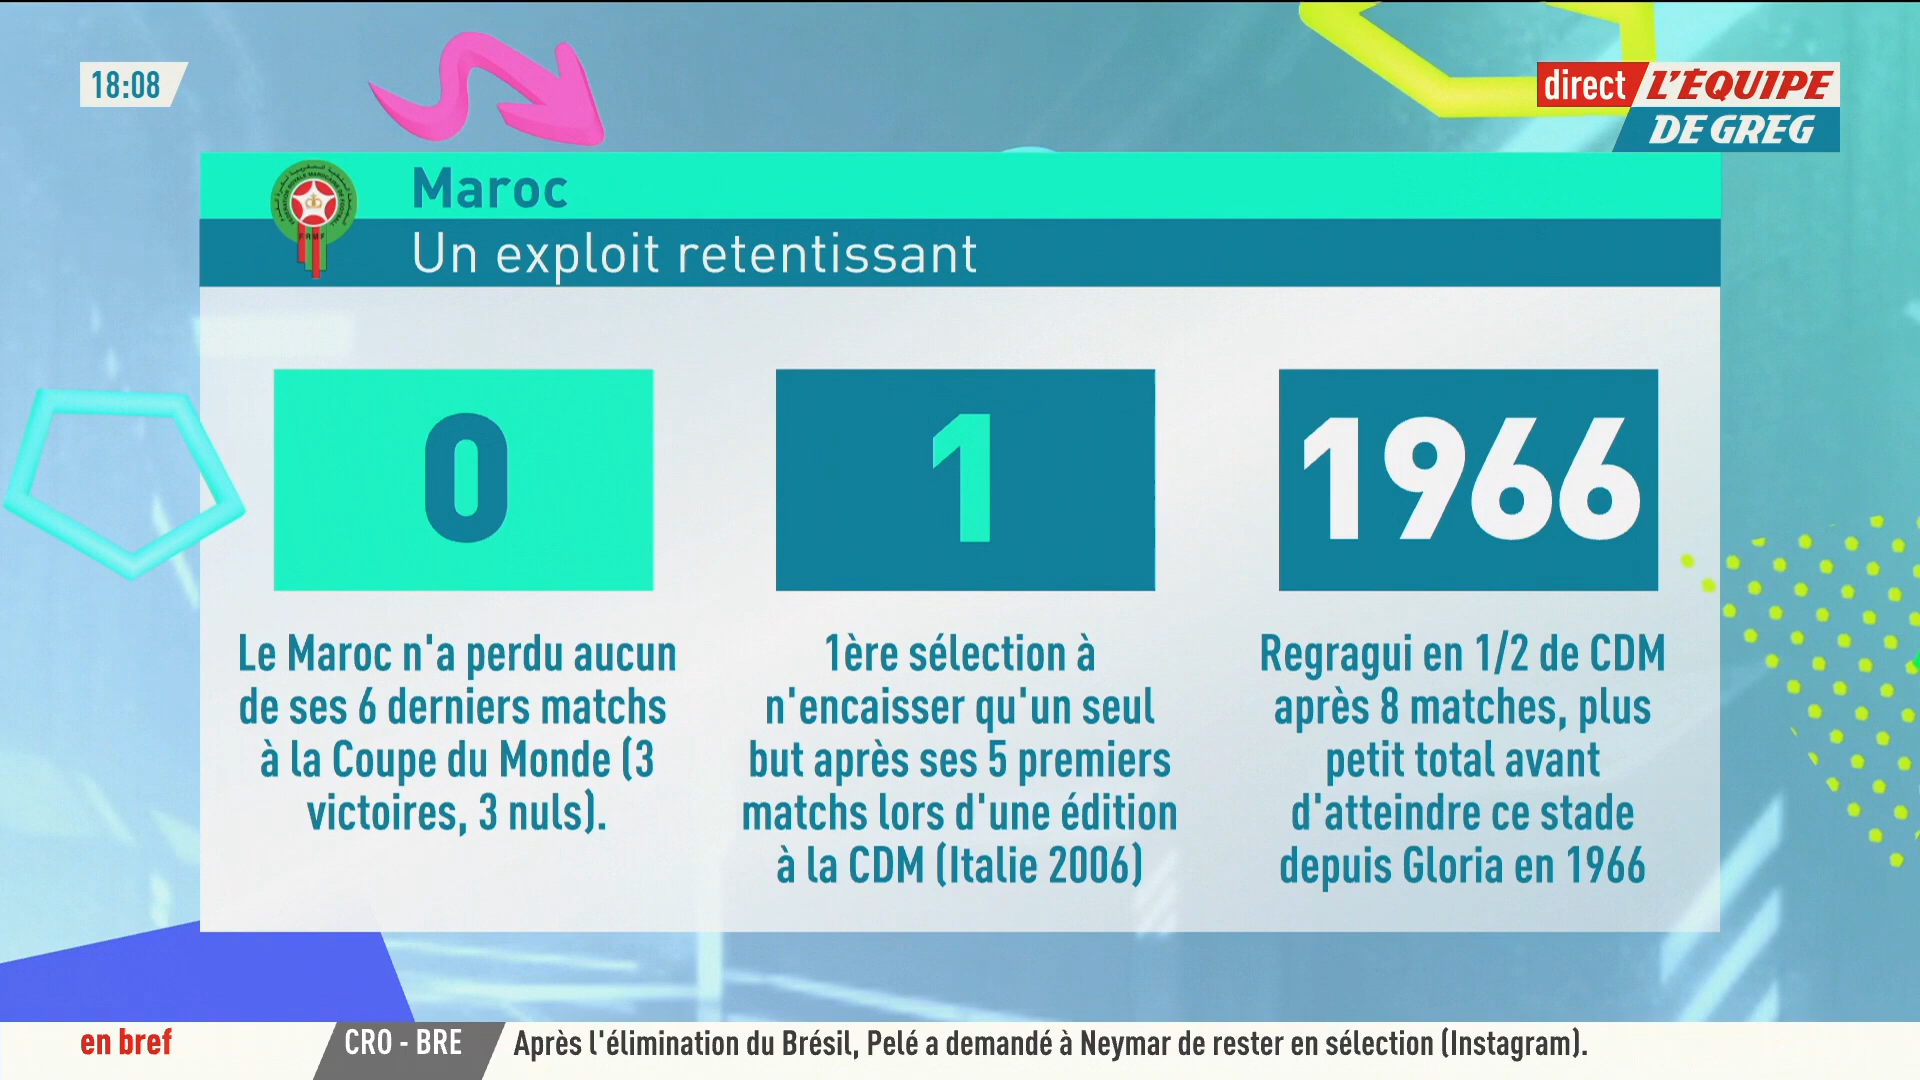 18:08
direct L'ÉQUIPE
DE GREG
Maroc
Un exploit retentissant
FRMF
0
1
1966
Le Maroc n'a perdu aucun
de ses 6 derniers matchs
à la Coupe du Monde (3
victoires, 3 nuls).
1ère sélection à
n'encaisser qu'un seul
but après ses 5 premiers
matchs lors d'une édition
à la CDM (Italie 2006)
Regragui en 1/2 de CDM
après 8 matches, plus
petit total avant
d'atteindre ce stade
depuis Gloria en 1966
en bref
CRO - BRE
Après l'élimination du Brésil, Pelé a demandé à Neymar de rester en sélection (Instagram).